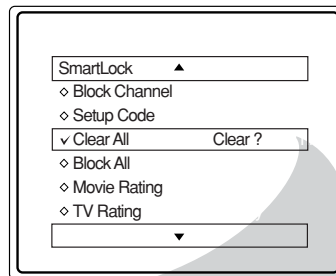 SmartLock ▲
◇ Block Channel
◇ Setup Code
✓ Clear All Clear ?
◇ Block All
◇ Movie Rating
◇ TV Rating
▼